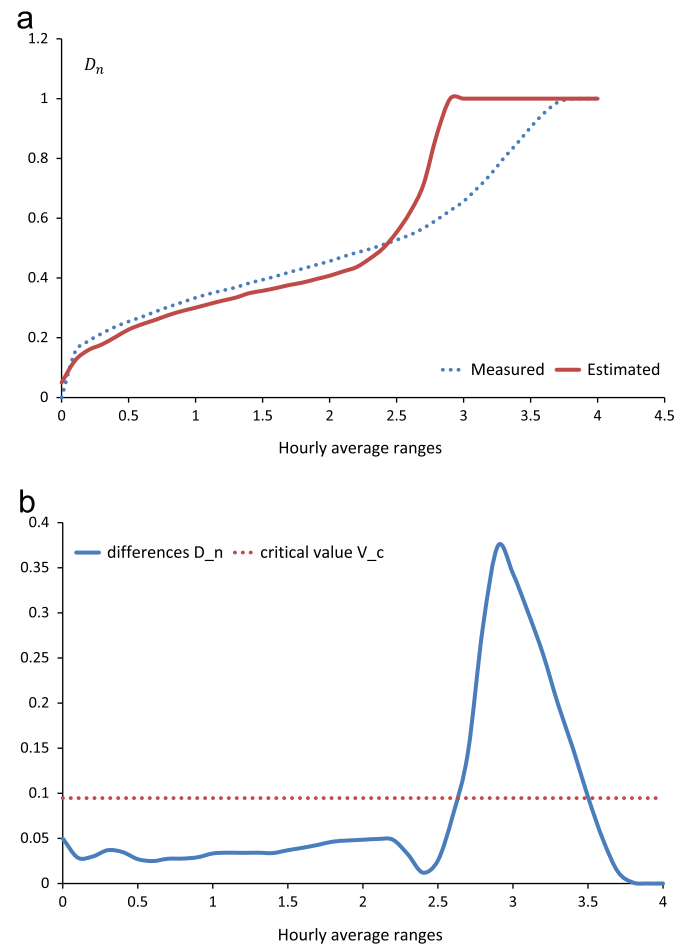 a
1.2
D_n
1
0.8
0.6
0.4
0.2
Measured Estimated
0
0 0.5 1 1.5 2 2.5 3 3.5 4 4.5
Hourly average ranges
b
0.4
differences D_n critical value V_c
0.35
0.3
0.25
0.2
0.15
0.1
0.05
0
0 0.5 1 1.5 2 2.5 3 3.5 4
Hourly average ranges